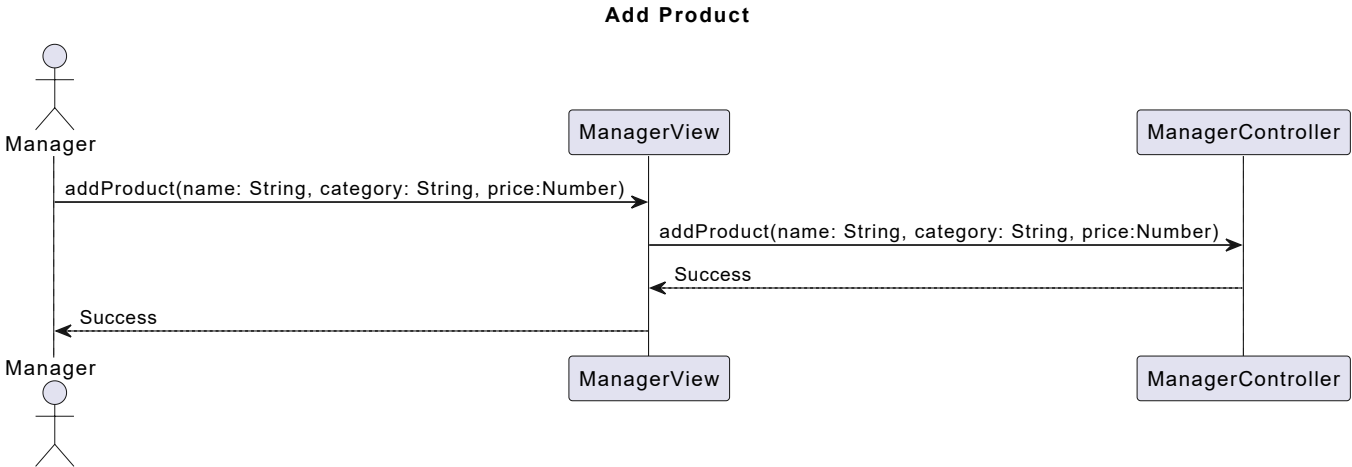 Add Product
Manager
ManagerView
ManagerController
addProduct(name: String, category: String, price:Number)
addProduct(name: String, category: String, price:Number)
Success
Success
Manager
ManagerView
ManagerController